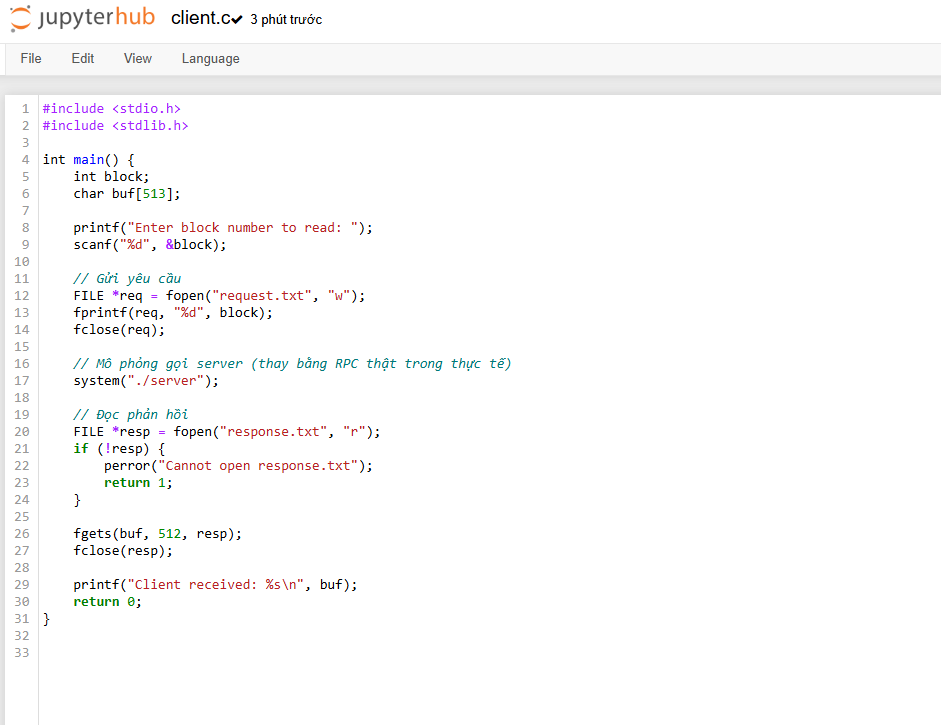 jupyterhub client.c 3 phút trước
File Edit View Language
1 #include <stdio.h>
2 #include <stdlib.h>
3
4 int main() {
5     int block;
6     char buf[513];
7
8     printf("Enter block number to read: ");
9     scanf("%d", &block);
10
11     // Gửi yêu cầu
12     FILE *req = fopen("request.txt", "w");
13     fprintf(req, "%d", block);
14     fclose(req);
15
16     // Mô phỏng gọi server (thay bằng RPC thật trong thực tế)
17     system("./server");
18
19     // Đọc phản hồi
20     FILE *resp = fopen("response.txt", "r");
21     if (!resp) {
22         perror("Cannot open response.txt");
23         return 1;
24     }
25
26     fgets(buf, 512, resp);
27     fclose(resp);
28
29     printf("Client received: %s\n", buf);
30     return 0;
31 }
32
33